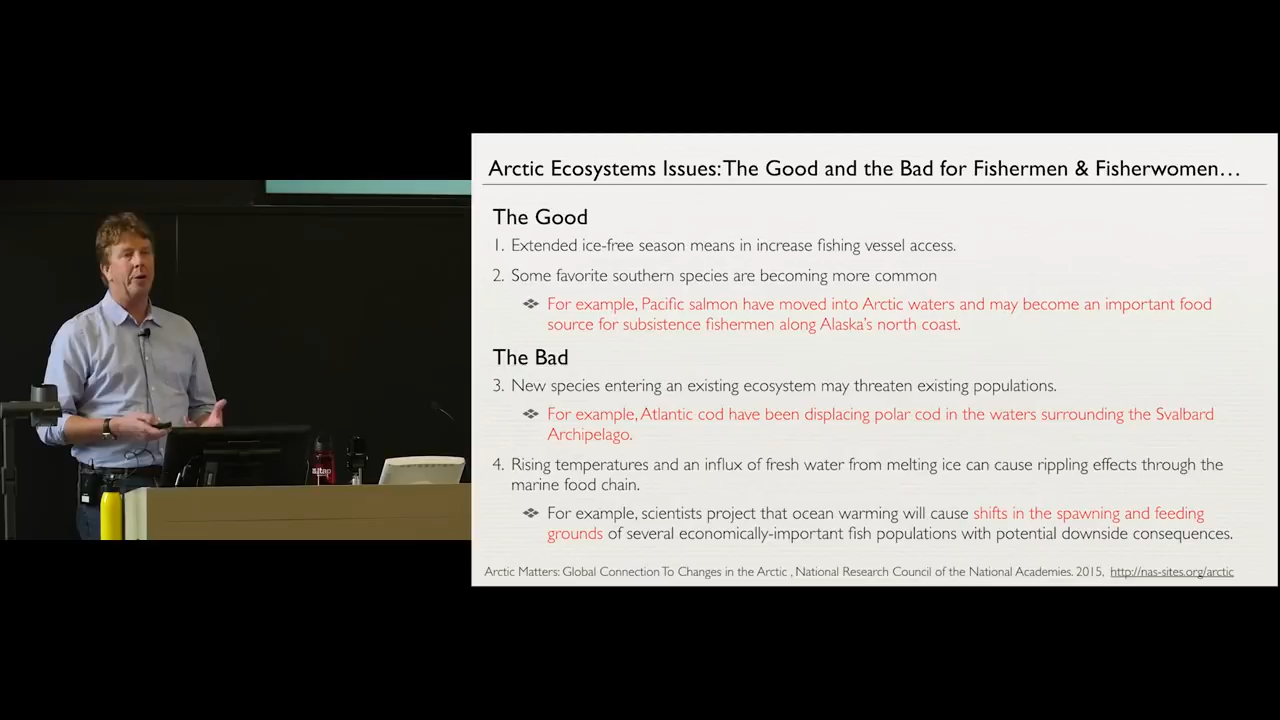 Arctic Ecosystems Issues: The Good and the Bad for Fishermen & Fisherwomen…
The Good
1. Extended ice-free season means in increase fishing vessel access.
2. Some favorite southern species are becoming more common
❖ For example, Pacific salmon have moved into Arctic waters and may become an important food
source for subsistence fishermen along Alaska's north coast.
The Bad
3. New species entering an existing ecosystem may threaten existing populations.
❖ For example, Atlantic cod have been displacing polar cod in the waters surrounding the Svalbard
Archipelago.
4. Rising temperatures and an influx of fresh water from melting ice can cause rippling effects through the
marine food chain.
❖ For example, scientists project that ocean warming will cause shifts in the spawning and feeding
grounds of several economically-important fish populations with potential downside consequences.
Arctic Matters: Global Connection To Changes in the Arctic , National Research Council of the National Academies. 2015, http://nas-sites.org/arctic